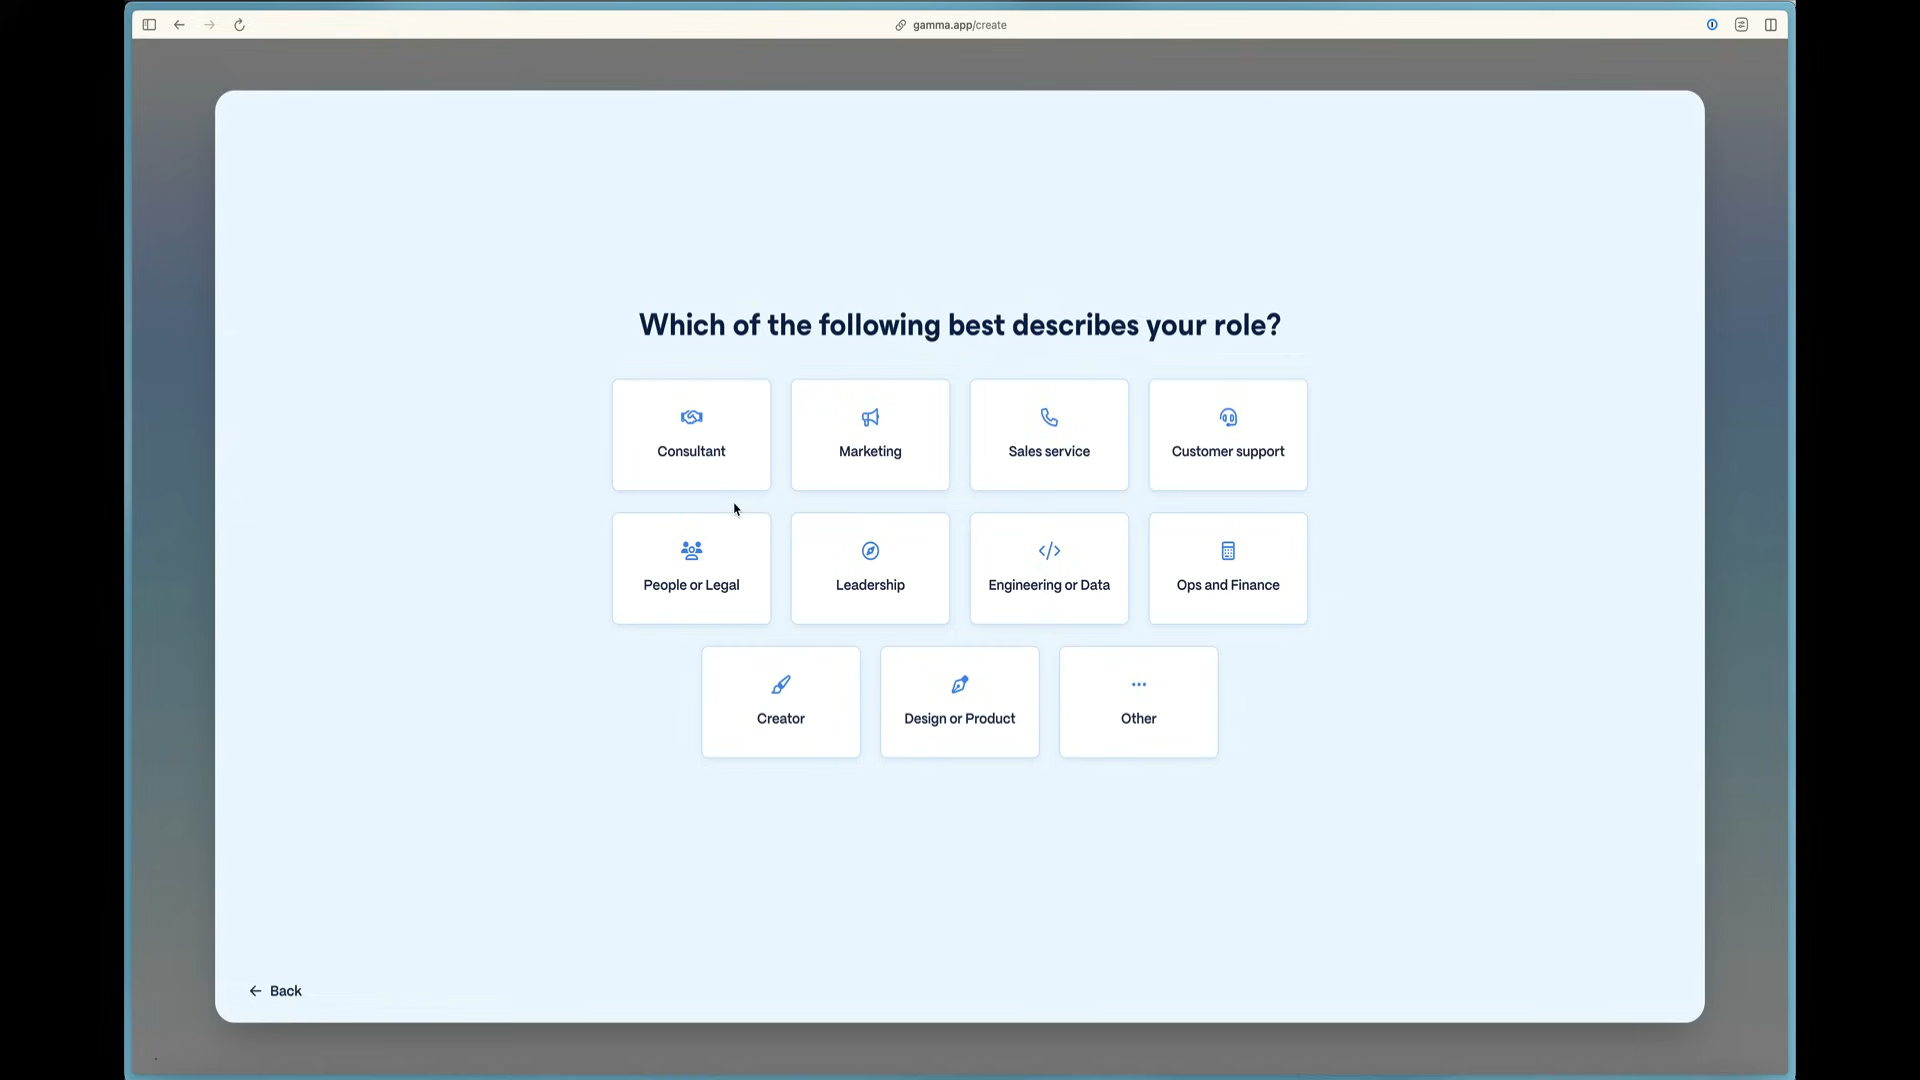 gamma.app/create
Which of the following best describes your role?
Consultant
Marketing
Sales service
Customer support
People or Legal
Leadership
Engineering or Data
Ops and Finance
Creator
Design or Product
Other
Back